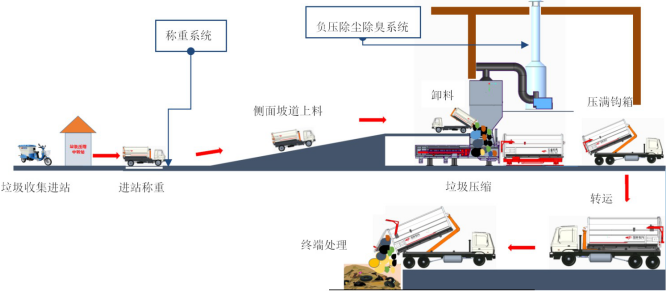 称重系统
负压除尘除臭系统
卸料
压满钩箱
侧面坡道上料
垃圾收集进站
进站称重
垃圾压缩
转运
终端处理